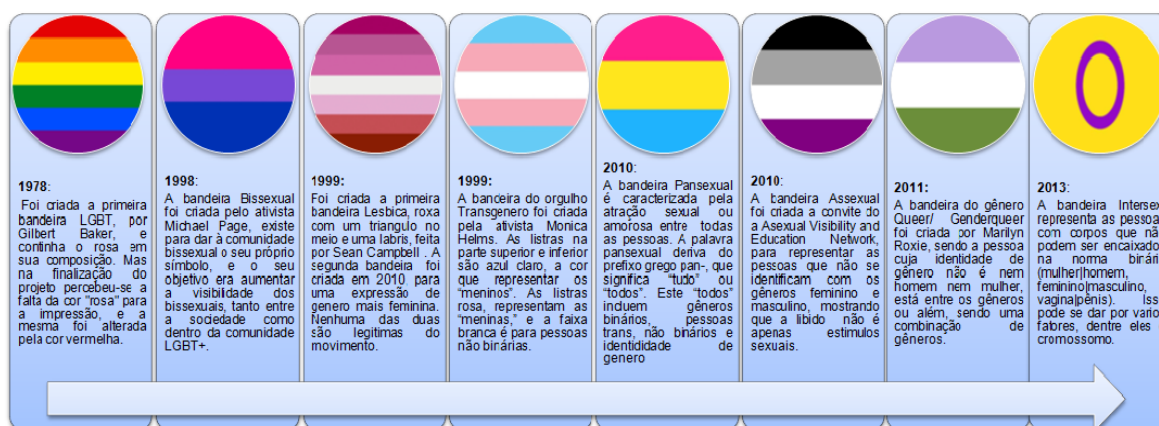 1978:
Foi criada a primeira
bandeira LGBT, por
Gilbert Baker, e
continha o rosa em
sua composição. Mas
na finalização do
projeto percebeu-se a
falta da cor "rosa" para
a impressão, e a
mesma foi alterada
pela cor vermelha.
1998:
A bandeira Bissexual
foi criada pelo ativista
Michael Page, existe
para dar à comunidade
bissexual o seu próprio
símbolo, e o seu
objetivo era aumentar
a visibilidade dos
bissexuais, tanto entre
a sociedade como
dentro da comunidade
LGBT+.
1999:
Foi criada a primeira
bandeira Lesbica, roxa
com um triangulo no
meio e uma labris, feita
por Sean Campbell . A
segunda bandeira foi
criada em 2010, para
uma expressão de
genero mais feminina.
Nenhuma das duas
são legitimas do
movimento.
1999:
A banceira do orgulho
Transgenero foi criada
pela ativista Monica
Helms. As listras na
parte superior e inferior
são azul claro, a cor
que representar os
"meninos". As listras
rosa, representam as
"meninas," e a faixa
branca é para pessoas
não binárias.
2010:
A bandeira Pansexual
é caracterizada pela
atração sexual ou
amorosa entre todas
as pessoas. A palavra
pansexual deriva do
prefixo grego pan-, que
significa "tudo" ou
"todos". Este "todos"
incluem gêneros
binários, pessoas
trans, não binários e
identididade de
genero
2010:
A bandeira Assexual
foi criada a convite do
a Asexual Visibility and
Education Network,
para representar as
pessoas que não se
identificam com os
gêneros feminino e
masculino, mostrando
que a libido não é
apenas estimulos
sexuais.
2011:
A bandeira do gênero
Queer/ Genderqueer
foi criada por Marilyn
Roxie, sendo a pessoa
cuja identidade de
gênero não é nem
homem nem mulher,
está entre os gêneros
ou além, sendo uma
combinação de
gêneros.
2013:
A bandeira Intersex
representa as pessoa
com corpos que nã
podem ser encaixado
na norma binári
(mulher|homem,
feminino|masculino,
vagina|pênis). Iss
pode se dar por vario
fabores, dentre eles
cromossomo.